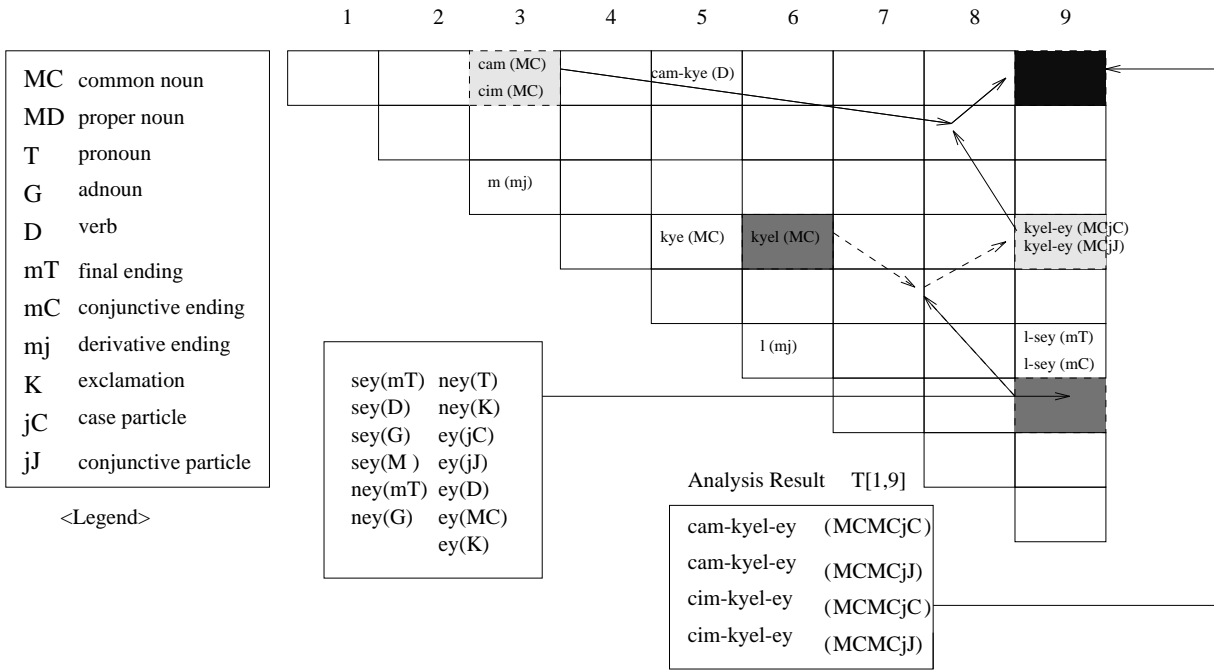 1 2 3 4 5 6 7 8 9
MC common noun
MD proper noun
T pronoun
G adnoun
D verb
mT final ending
mC conjunctive ending
mj derivative ending
K exclamation
jC case particle
jJ conjunctive particle
<Legend>
cam (MC)
cim (MC)
cam-kye (D)
m (mj)
kye (MC)
kyel (MC)
kyel-ey (MCjC)
kyel-ey (MCjJ)
l (mj)
l-sey (mT)
l-sey (mC)
sey(mT) ney(T)
sey(D) ney(K)
sey(G) ey(jC)
sey(M ) ey(jJ)
ney(mT) ey(D)
ney(G) ey(MC)
ey(K)
Analysis Result T[1,9]
cam-kyel-ey (MCMCjC)
cam-kyel-ey (MCMCjJ)
cim-kyel-ey (MCMCjC)
cim-kyel-ey (MCMCjJ)